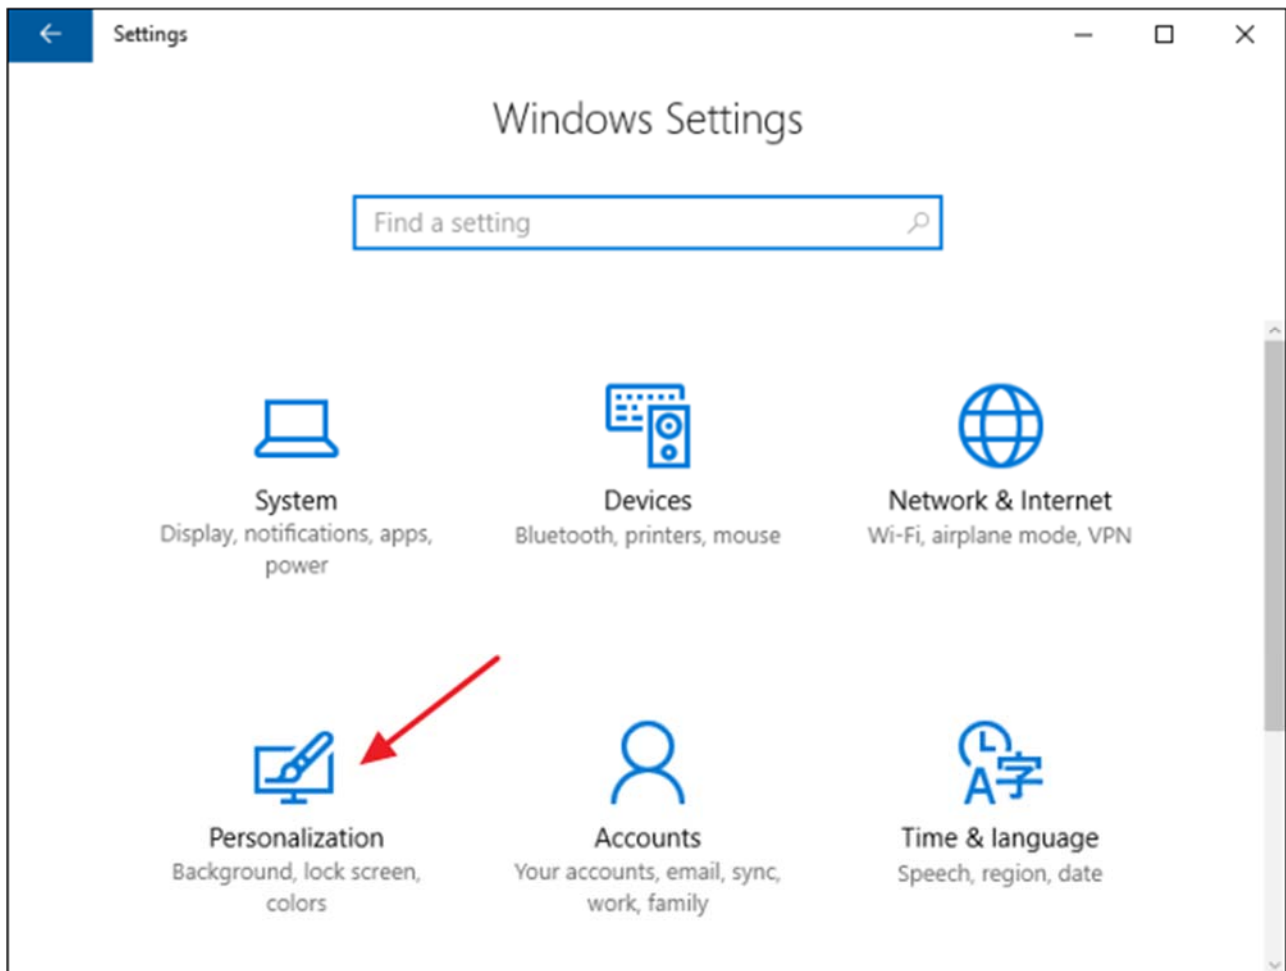 Settings
Windows Settings
Find a setting
System
Display, notifications, apps,
power
Devices
Bluetooth, printers, mouse
Network & Internet
Wi-Fi, airplane mode, VPN
Personalization
Background, lock screen,
colors
Accounts
Your accounts, email, sync,
work, family
A字
Time & language
Speech, region, date